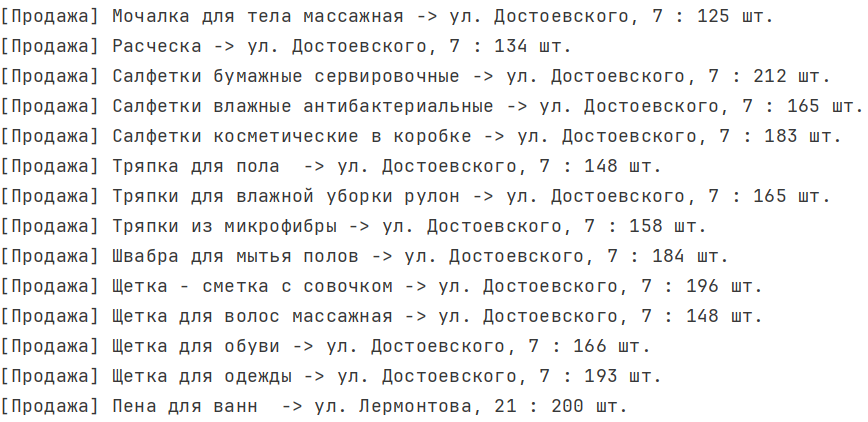 [Продажа] Мочалка для тела массажная -> ул. Достоевского, 7 : 125 шт.
[Продажа] Расческа -> ул. Достоевского, 7 : 134 шт.
[Продажа] Салфетки бумажные сервировочные -> ул. Достоевского, 7 : 212 шт.
[Продажа] Салфетки влажные антибактериальные -> ул. Достоевского, 7 : 165 шт.
[Продажа] Салфетки косметические в коробке -> ул. Достоевского, 7 : 183 шт.
[Продажа] Тряпка для пола  -> ул. Достоевского, 7 : 148 шт.
[Продажа] Тряпки для влажной уборки рулон -> ул. Достоевского, 7 : 165 шт.
[Продажа] Тряпки из микрофибры -> ул. Достоевского, 7 : 158 шт.
[Продажа] Швабра для мытья полов -> ул. Достоевского, 7 : 184 шт.
[Продажа] Щетка - сметка с совочком -> ул. Достоевского, 7 : 196 шт.
[Продажа] Щетка для волос массажная -> ул. Достоевского, 7 : 148 шт.
[Продажа] Щетка для обуви -> ул. Достоевского, 7 : 166 шт.
[Продажа] Щетка для одежды -> ул. Достоевского, 7 : 193 шт.
[Продажа] Пена для ванн  -> ул. Лермонтова, 21 : 200 шт.